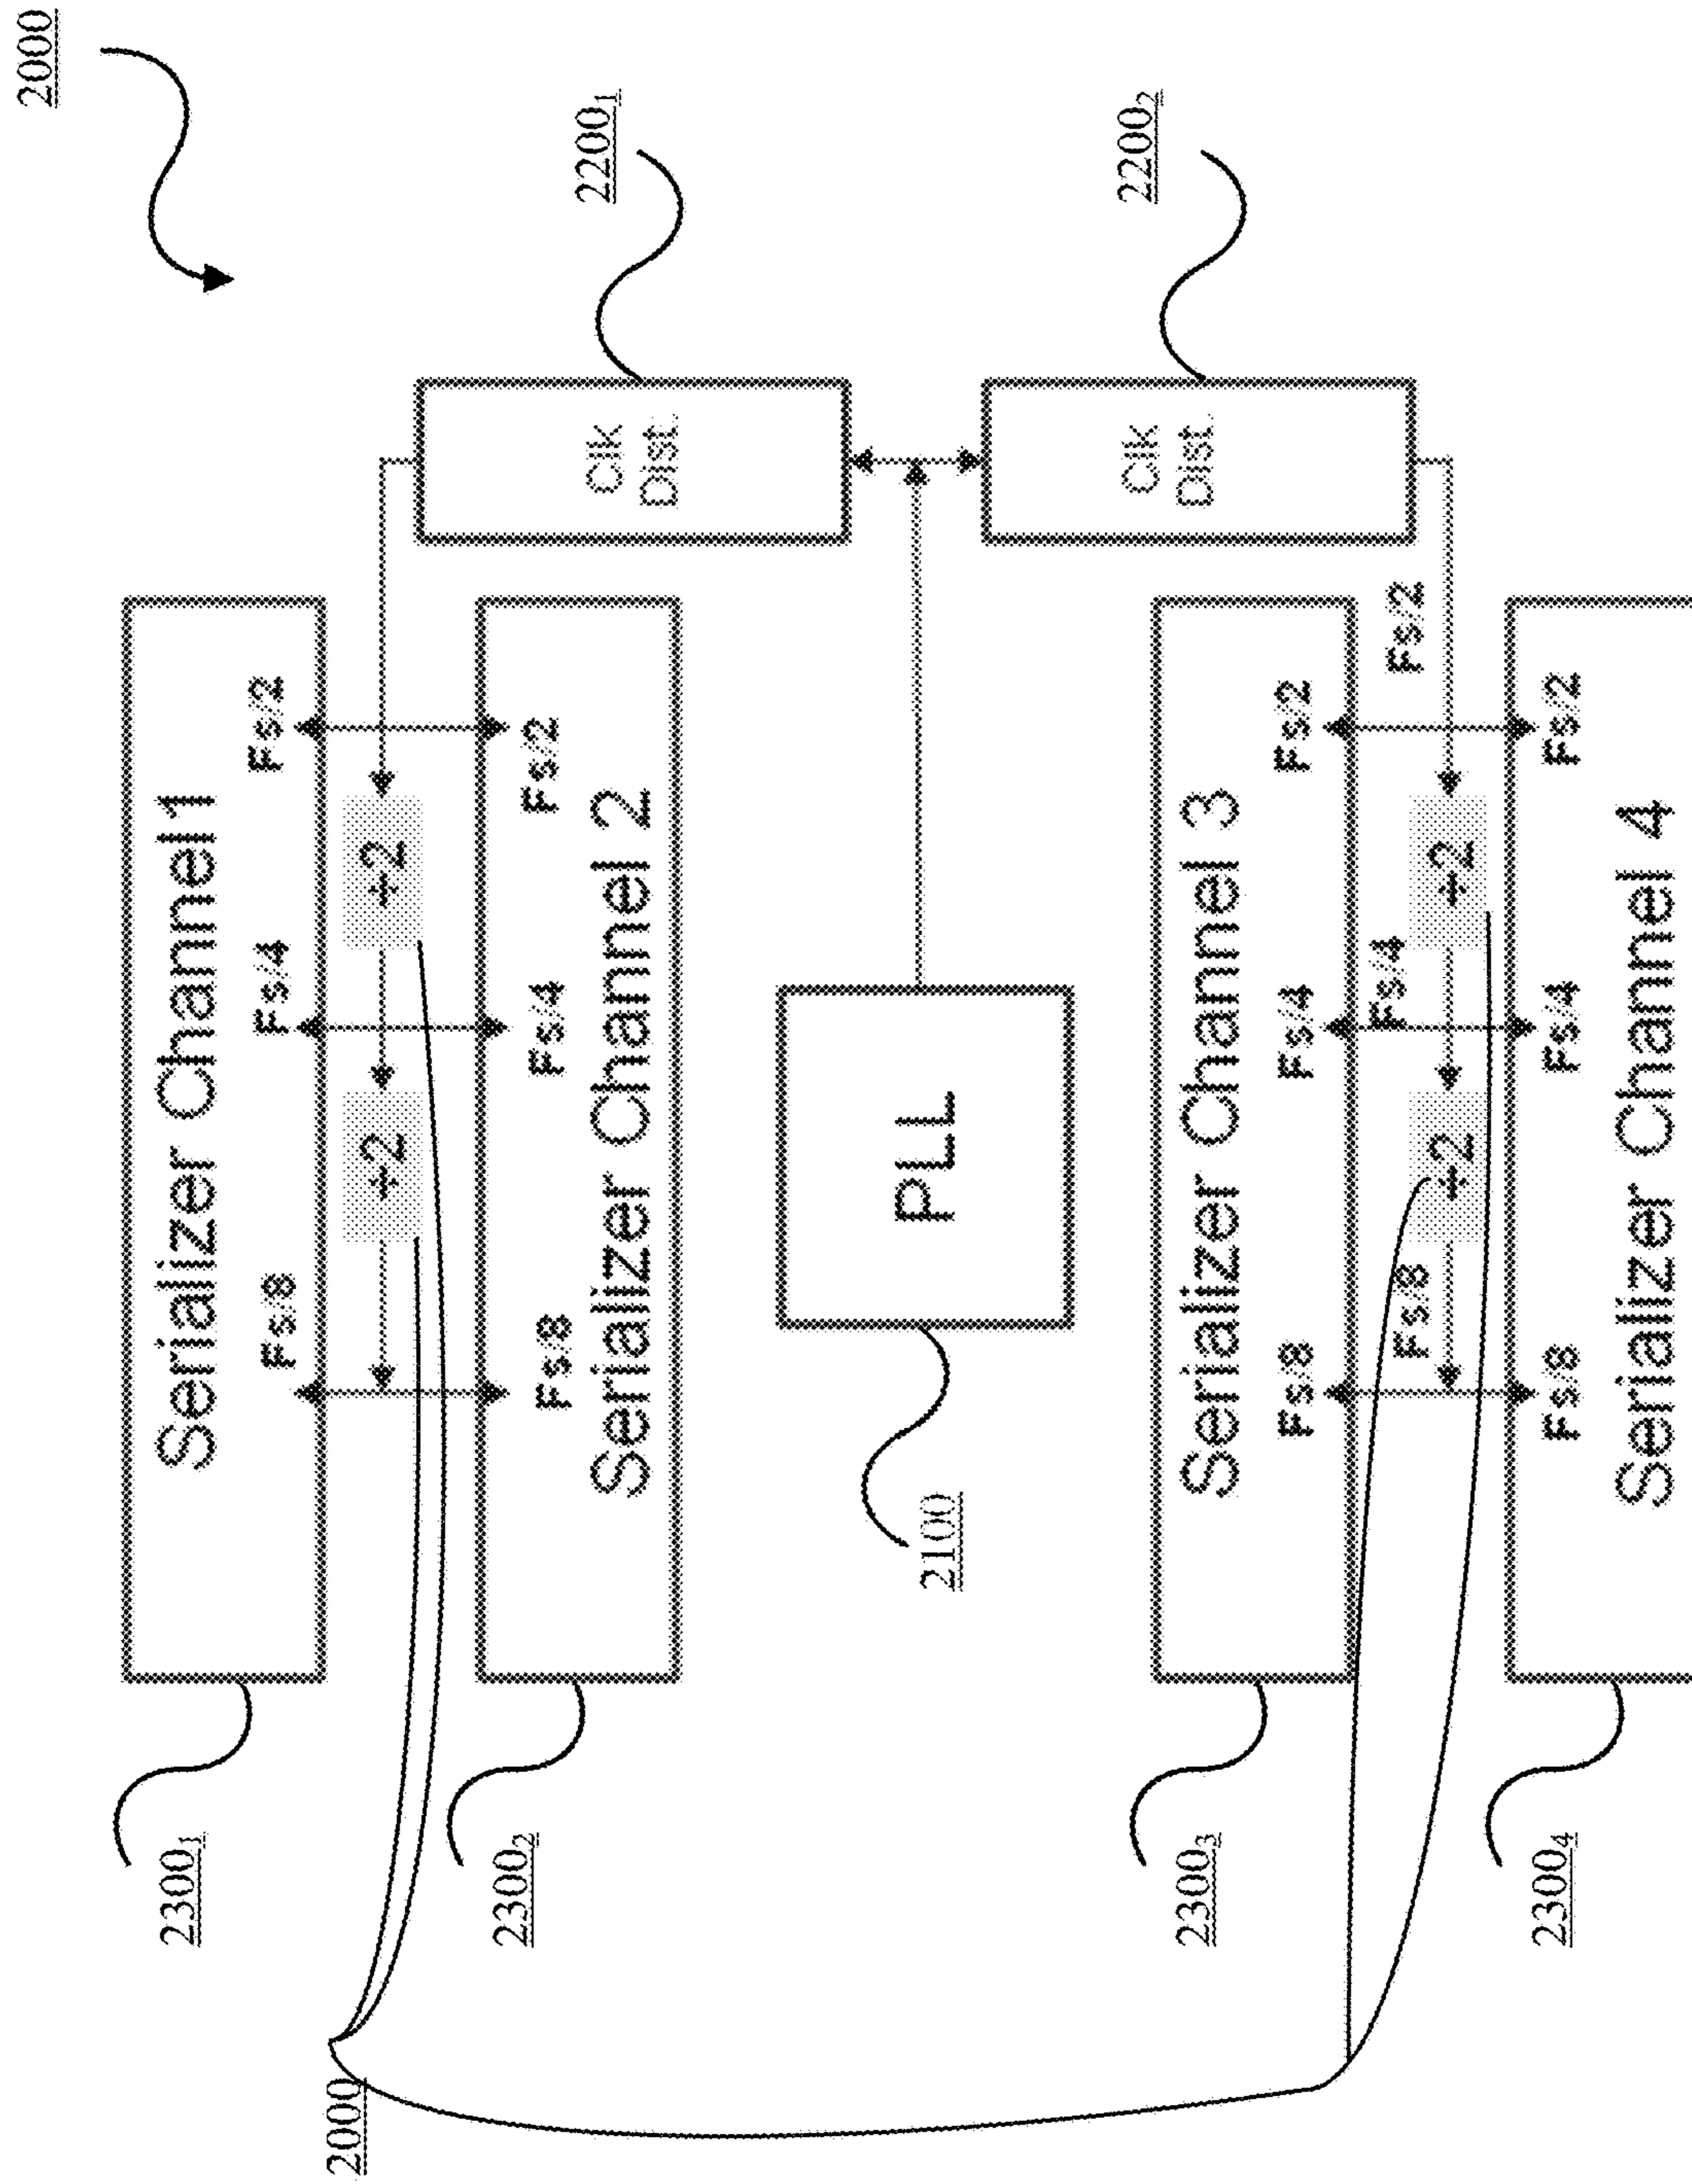 2000
2200₁
2200₂
Clk
Dist.
Clk
Dist.
Serializer Channel 1
Fs/8
Fs/4
Fs/2
÷2
÷2
Fs/8
Fs/4
Fs/2
Serializer Channel 2
PLL
2100
Serializer Channel 3
Fs/8
Fs/4
Fs/2
Fs/8
Fs/4
Fs/2
÷2
÷2
Fs/8
Fs/4
Fs/2
Serializer Channel 4
2300₁
2300₂
2300₃
2300₄
2000